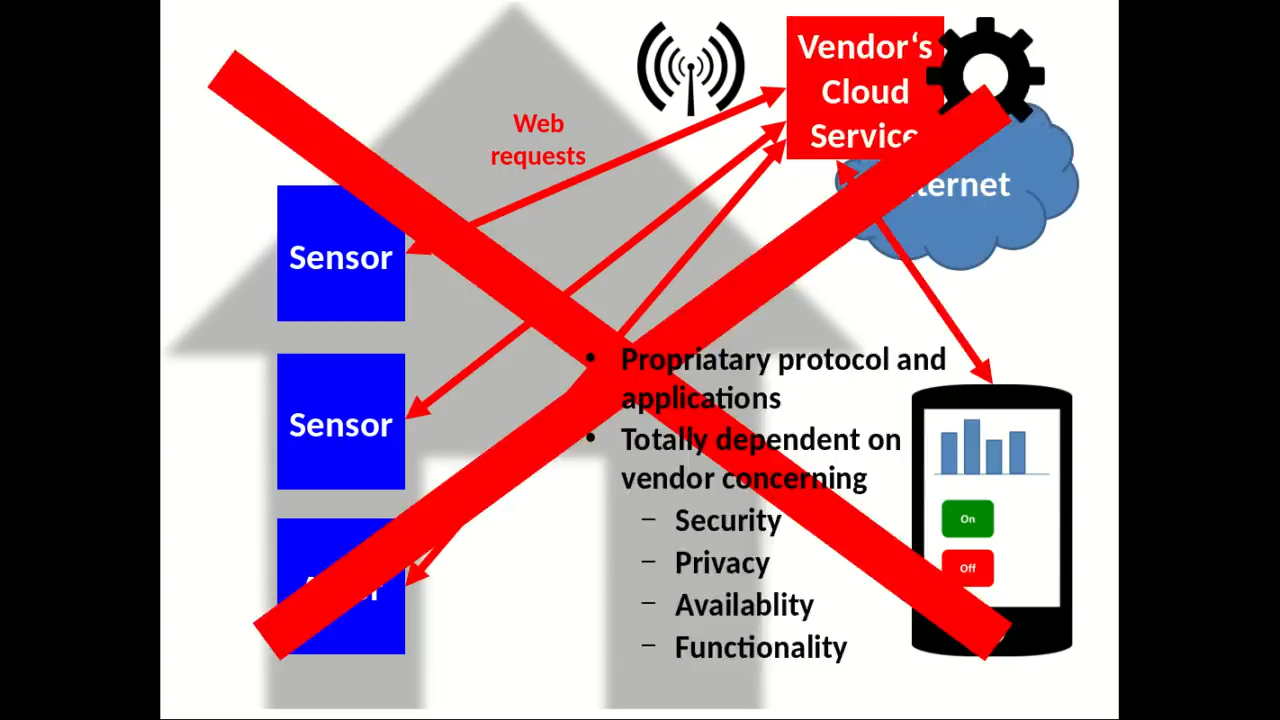 Vendor‘s
Cloud
Service
Web
requests
Sensor
Propriatary protocol and
applications
Sensor
Totally dependent on
vendor concerning
Security
On
Privacy
Off
Availablity
Functionality